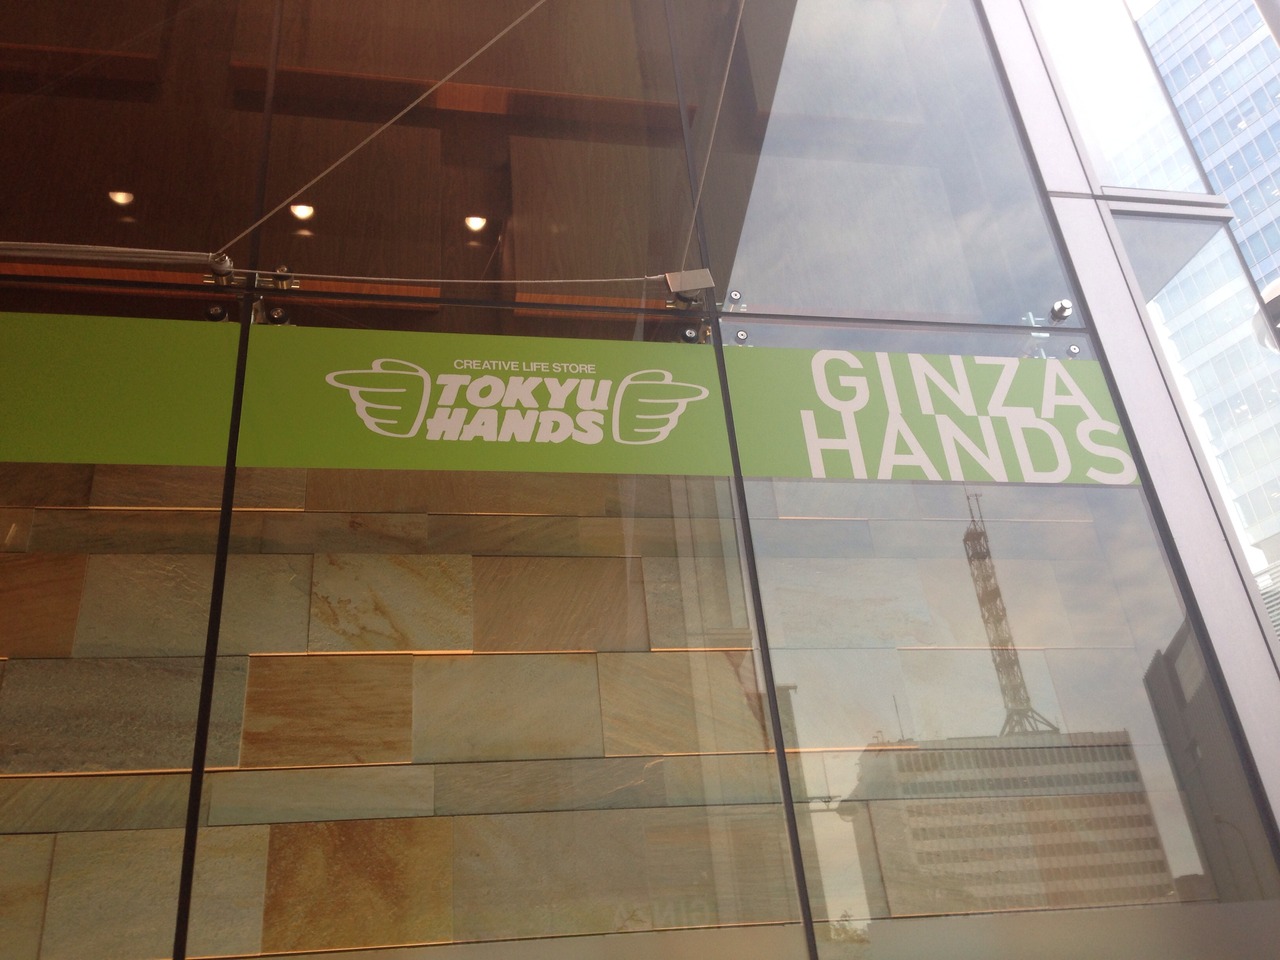 CREATIVE LIFE STORE
TOKYU
HANDS
GINZA
HANDS